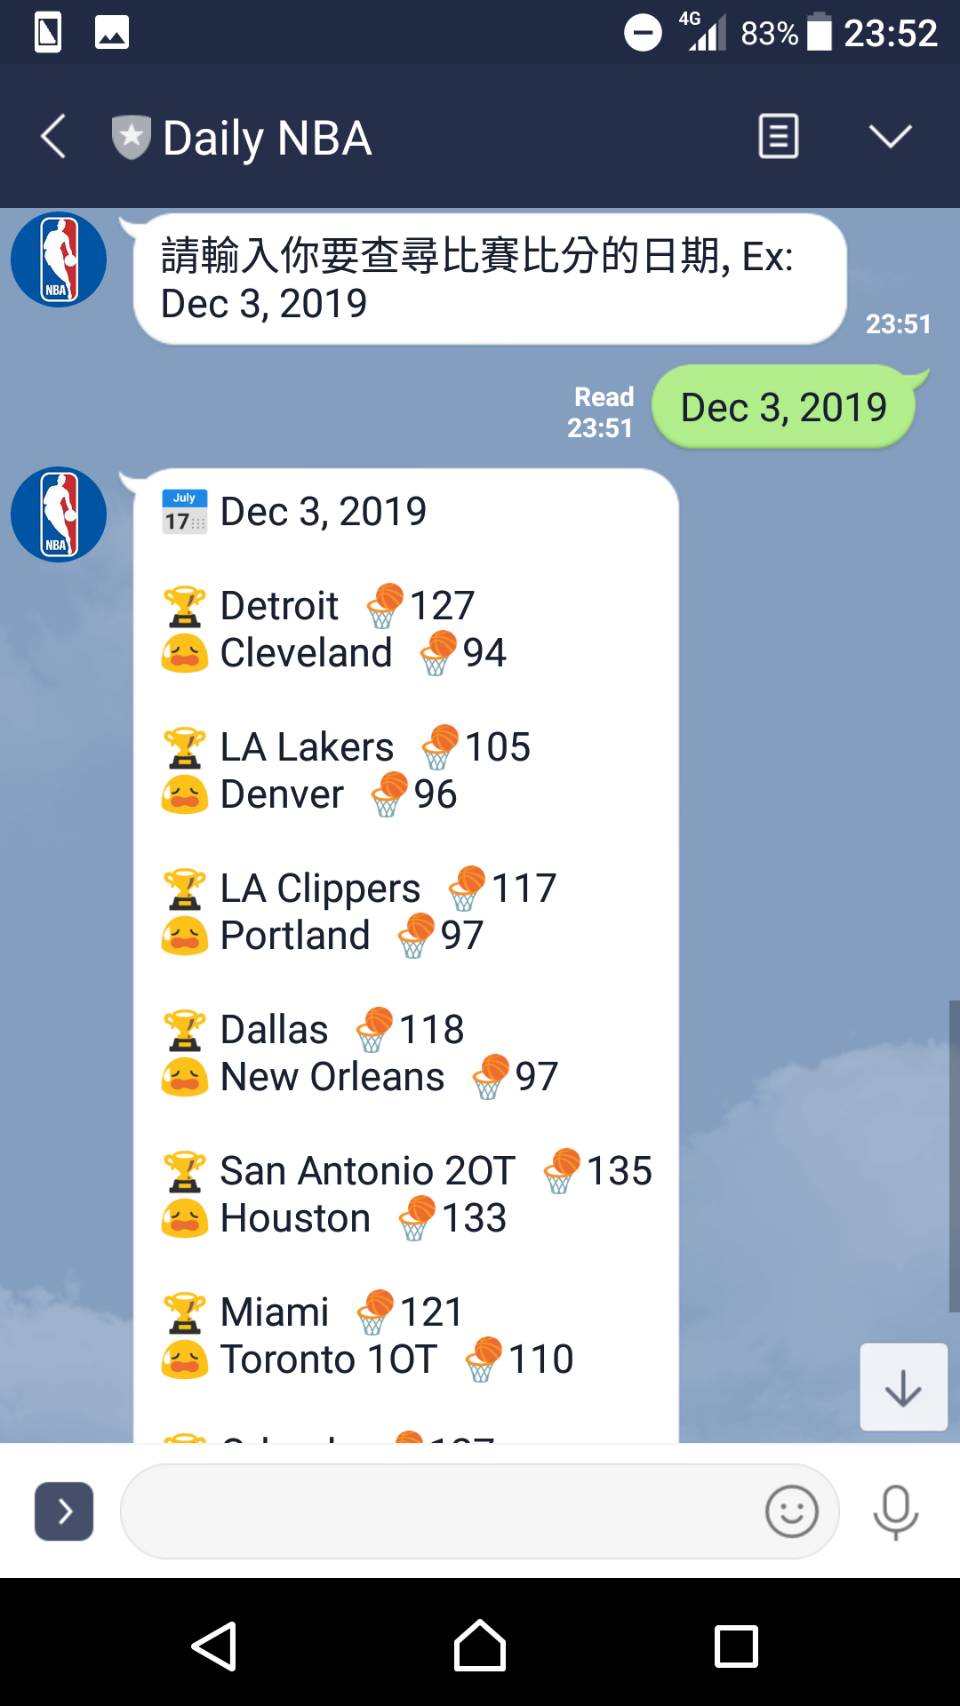 4G 83% 23:52
Daily NBA
請輸入你要查尋比賽比分的日期, Ex:
Dec 3, 2019
23:51
Read
23:51
Dec 3, 2019
NBA
NBA
July
17
Dec 3, 2019
Detroit 127
Cleveland 94
LA Lakers 105
Denver 96
LA Clippers 117
Portland 97
Dallas 118
New Orleans 97
San Antonio 2OT 135
Houston 133
Miami 121
Toronto 1OT 110